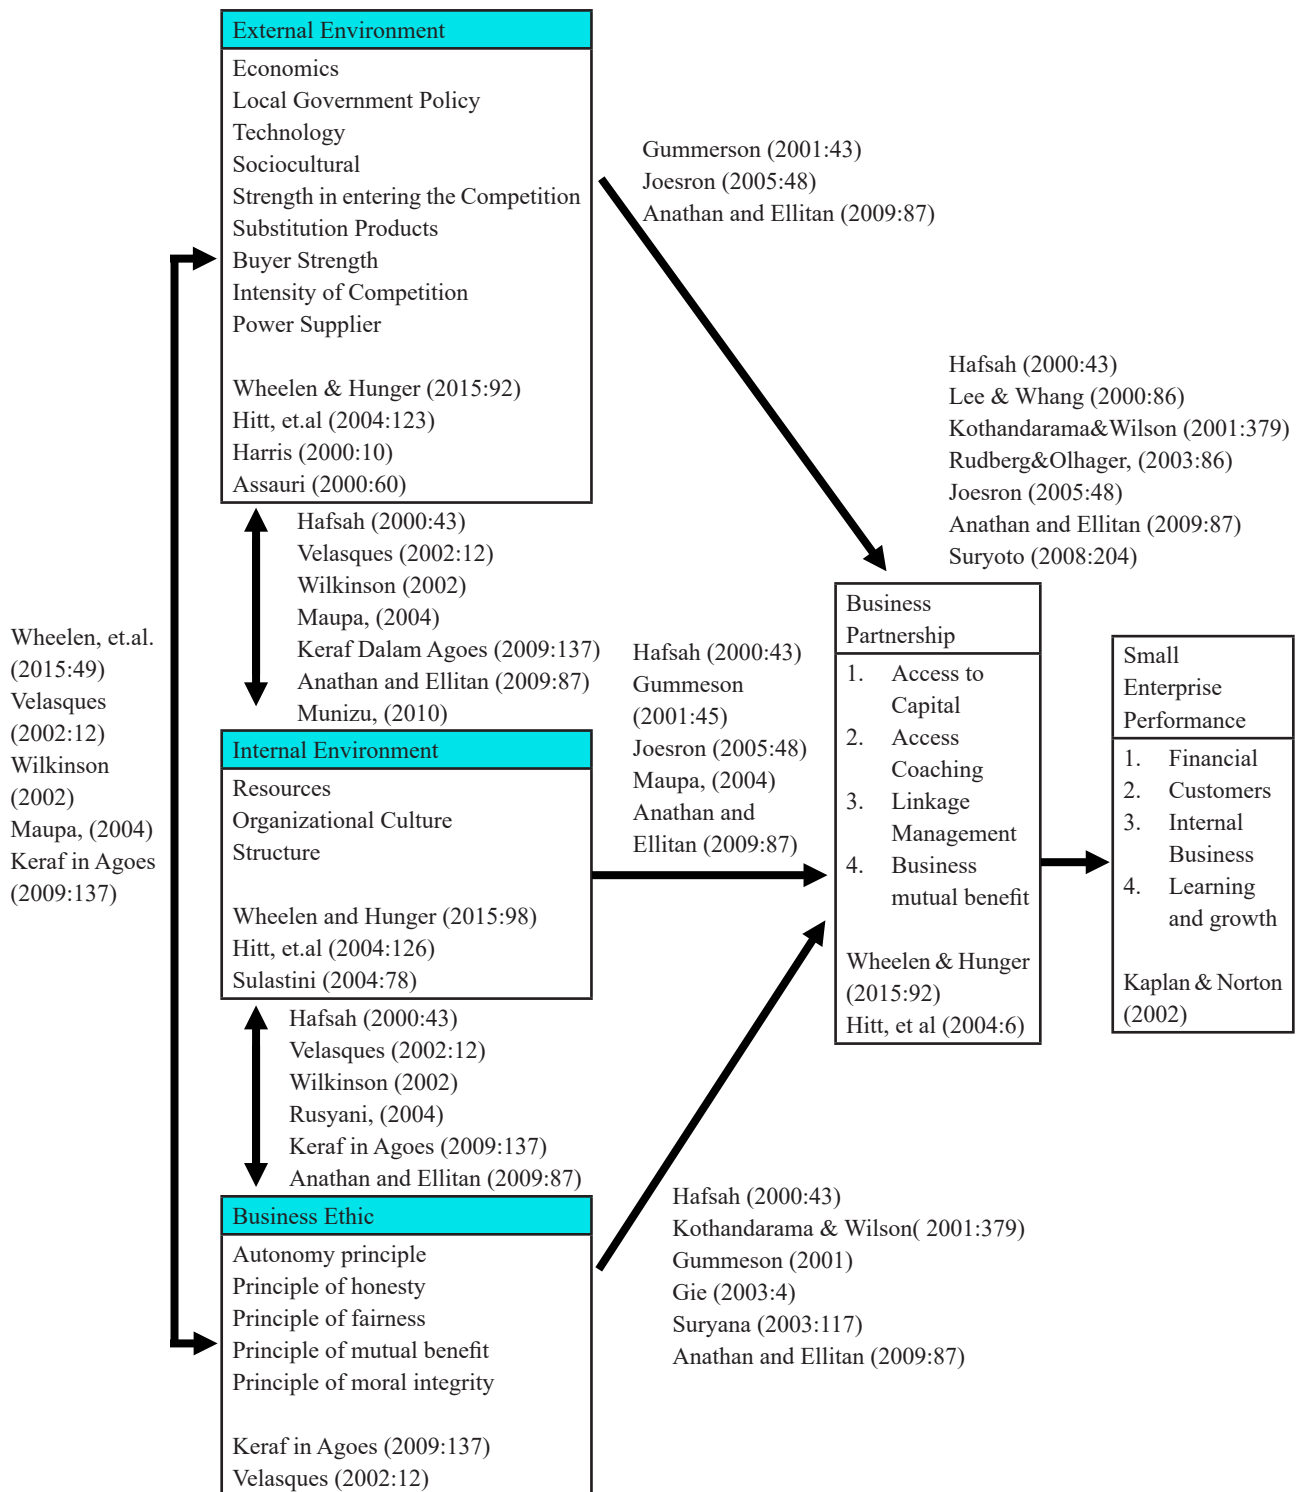 External Environment
Economics
Local Government Policy
Technology
Sociocultural
Strength in entering the Competition
Substitution Products
Buyer Strength
Intensity of Competition
Power Supplier
Wheelen & Hunger (2015:92)
Hitt, et.al (2004:123)
Harris (2000:10)
Assauri (2000:60)
Gummerson (2001:43)
Joesron (2005:48)
Anathan and Ellitan (2009:87)
Hafsah (2000:43)
Lee & Whang (2000:86)
Kothandarama&Wilson (2001:379)
Rudberg&Olhager, (2003:86)
Joesron (2005:48)
Anathan and Ellitan (2009:87)
Suryoto (2008:204)
Hafsah (2000:43)
Velasques (2002:12)
Wilkinson (2002)
Maupa, (2004)
Keraf Dalam Agoes (2009:137)
Anathan and Ellitan (2009:87)
Munizu, (2010)
Wheelen, et.al.
(2015:49)
Velasques
(2002:12)
Wilkinson
(2002)
Maupa, (2004)
Keraf in Agoes
(2009:137)
Internal Environment
Resources
Organizational Culture
Structure
Wheelen and Hunger (2015:98)
Hitt, et.al (2004:126)
Sulastini (2004:78)
Hafsah (2000:43)
Gummeson
(2001:45)
Joesron (2005:48)
Maupa, (2004)
Anathan and
Ellitan (2009:87)
Business
Partnership
1. Access to
Capital
2. Access
Coaching
3. Linkage
Management
4. Business
mutual benefit
Wheelen & Hunger
(2015:92)
Hitt, et al (2004:6)
Small
Enterprise
Performance
1. Financial
2. Customers
3. Internal
Business
4. Learning
and growth
Kaplan & Norton
(2002)
Hafsah (2000:43)
Velasques (2002:12)
Wilkinson (2002)
Rusyani, (2004)
Keraf in Agoes (2009:137)
Anathan and Ellitan (2009:87)
Business Ethic
Autonomy principle
Principle of honesty
Principle of fairness
Principle of mutual benefit
Principle of moral integrity
Keraf in Agoes (2009:137)
Velasques (2002:12)
Hafsah (2000:43)
Kothandarama & Wilson( 2001:379)
Gummeson (2001)
Gie (2003:4)
Suryana (2003:117)
Anathan and Ellitan (2009:87)